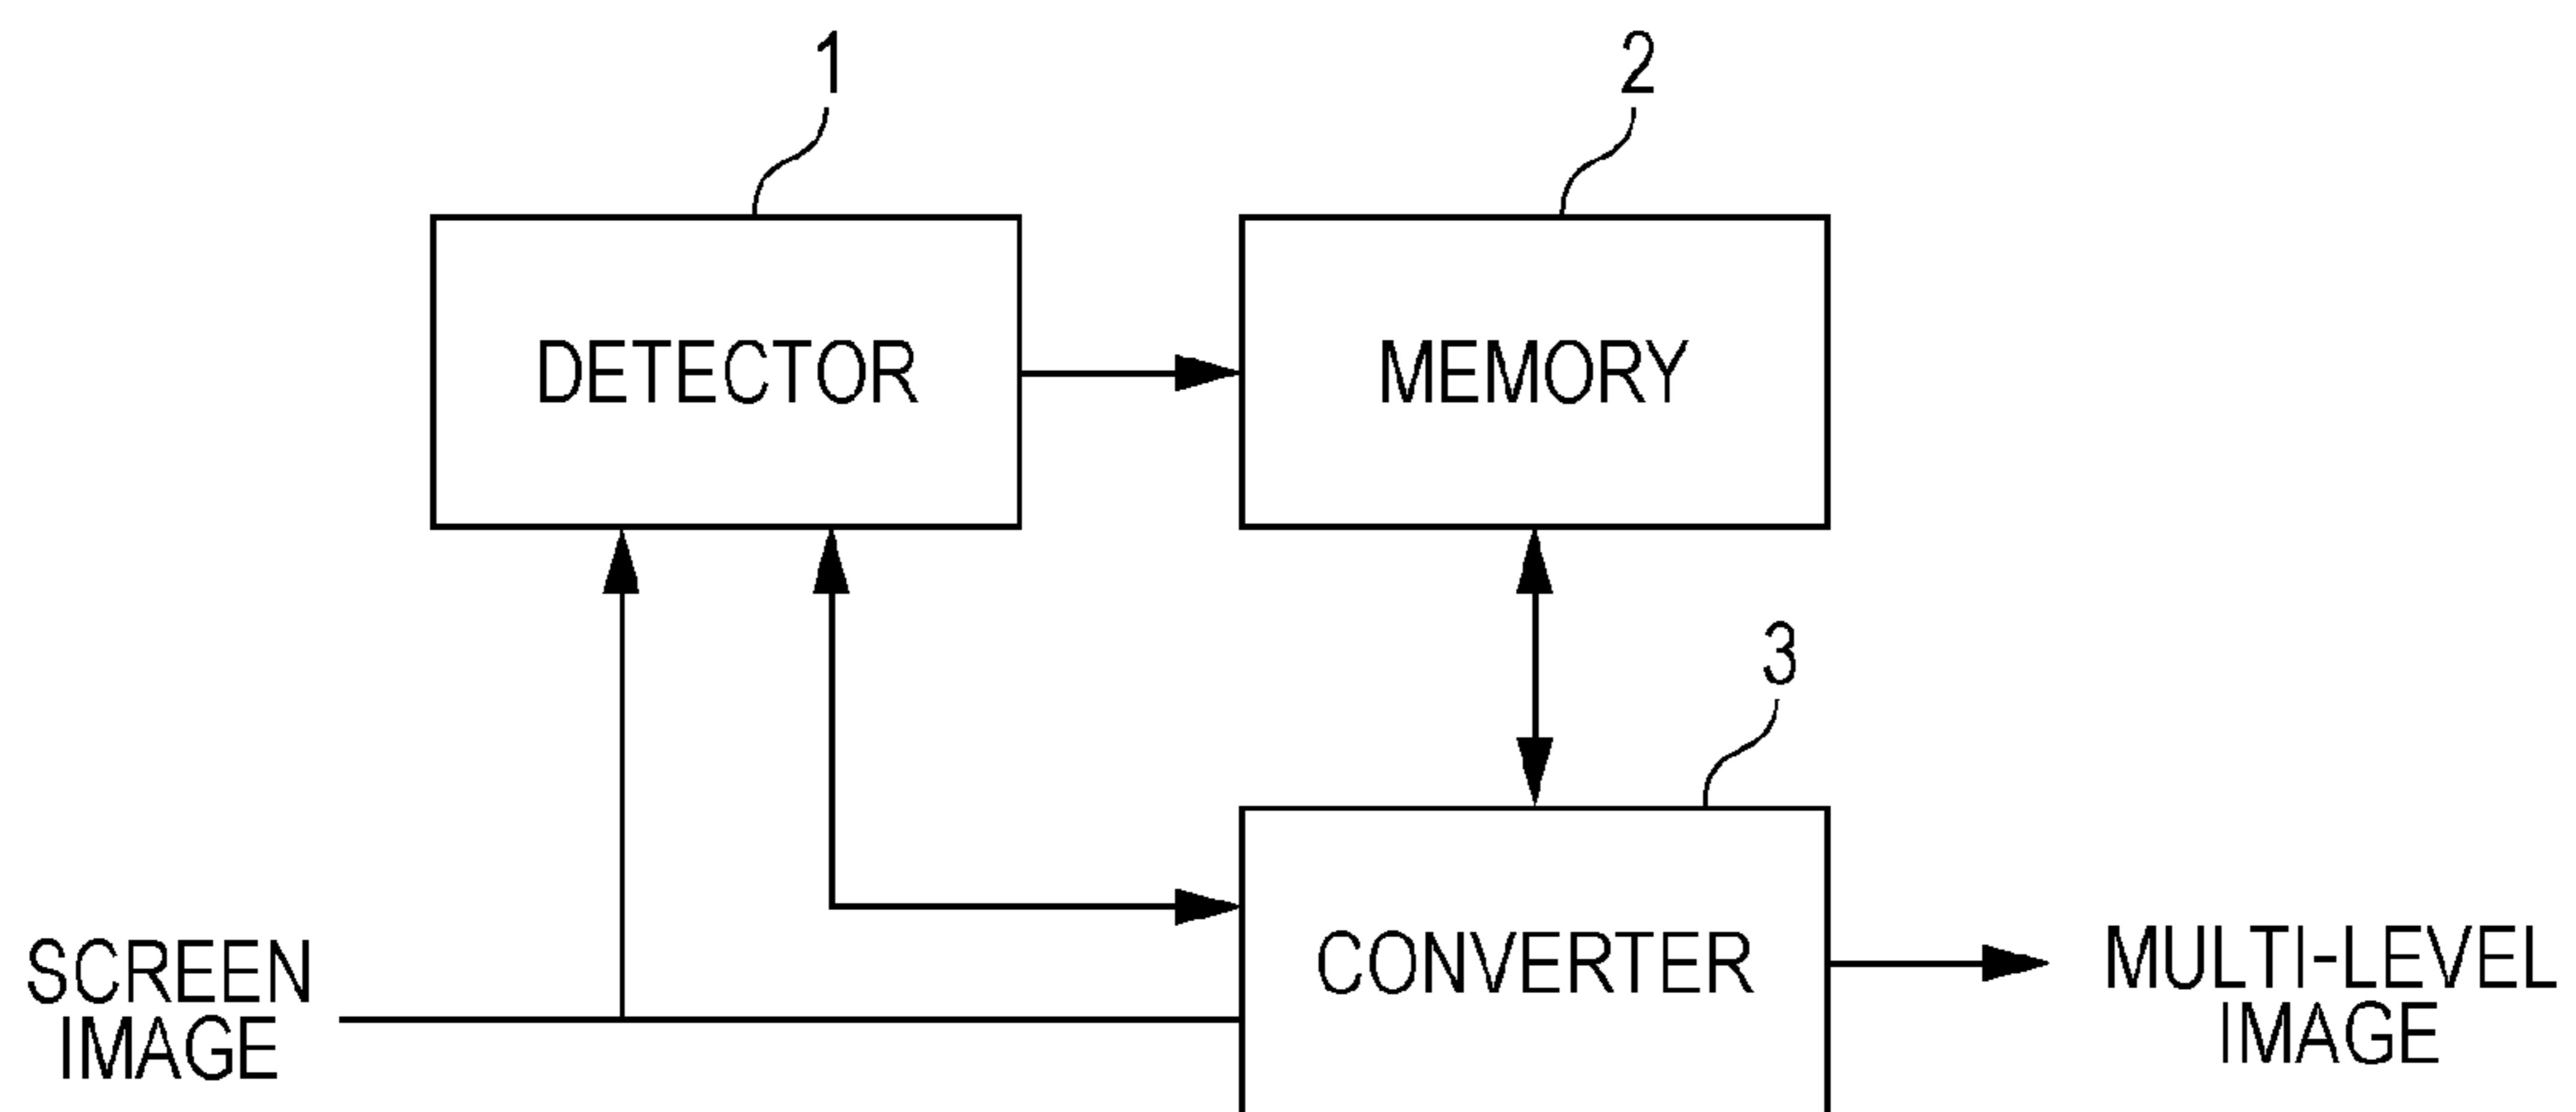 1
2
DETECTOR
MEMORY
3
SCREEN
IMAGE
CONVERTER
MULTI-LEVEL
IMAGE